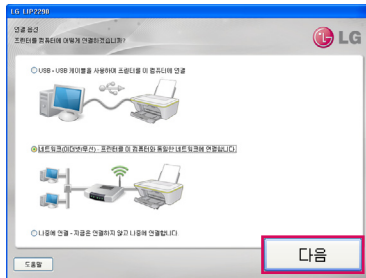 LG LIP2290
연결 옵션
프린터를 컴퓨터에 어떻게 연결하겠습니까?
LG
USB - USB 케이블을 사용하여 프린터를 이 컴퓨터에 연결
네트워크(이더넷/무선) - 프린터를 이 컴퓨터와 동일한 네트워크에 연결합니다
나중에 연결 - 지금은 연결하지 않고 나중에 연결합니다
도움말
다음